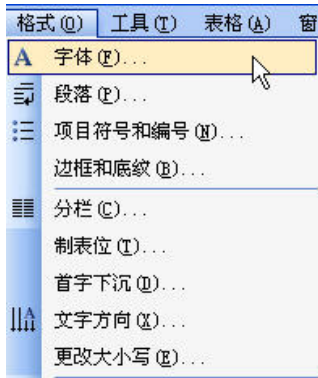 格式(O) 工具(T) 表格(A) 窗
字体(F)...
段落(P)...
项目符号和编号(N)...
边框和底纹(B)...
分栏(C)...
制表位(T)...
首字下沉(D)...
文字方向(X)...
更改大小写(E)...